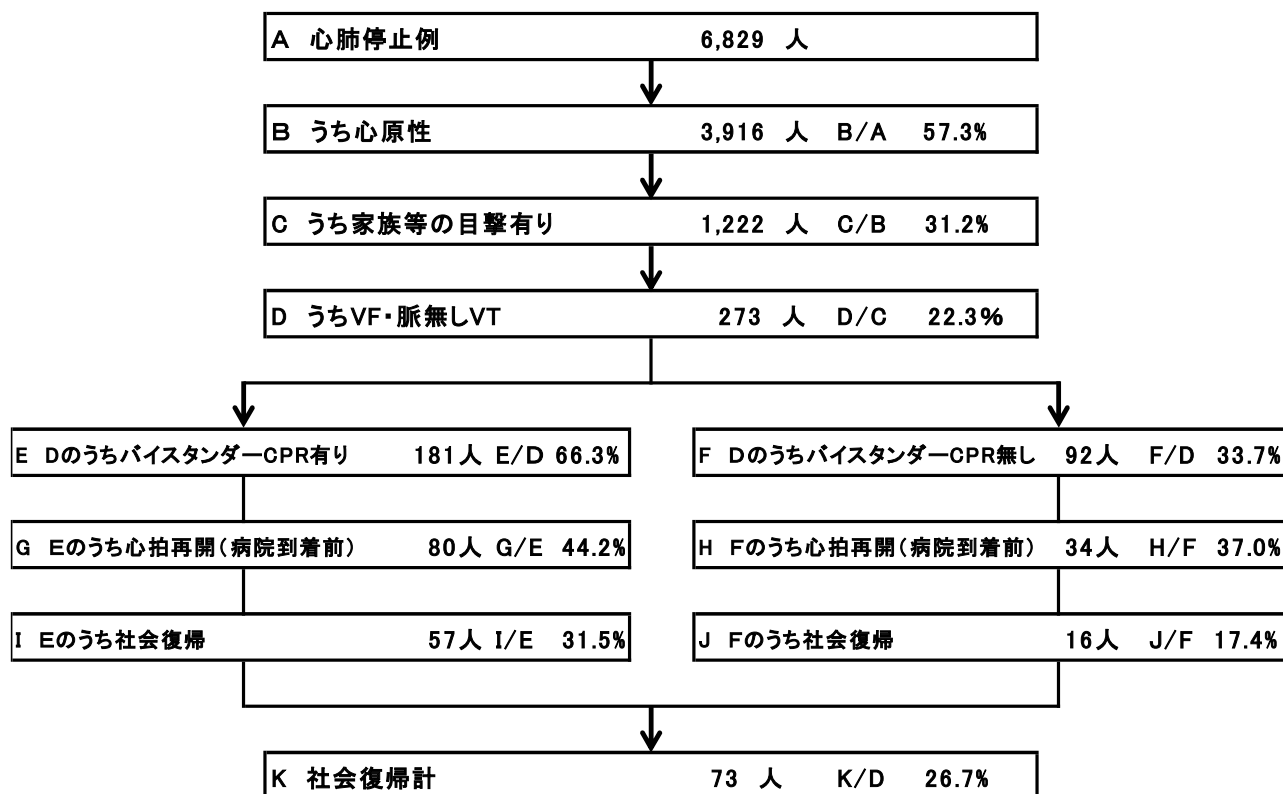 A 心肺停止例 6,829 人
B うち心原性 3,916 人 B/A 57.3%
C うち家族等の目撃有り 1,222 人 C/B 31.2%
D うちVF・脈無しVT 273 人 D/C 22.3%
E DのうちバイスタンダーCPR有り 181人 E/D 66.3%
F DのうちバイスタンダーCPR無し 92人 F/D 33.7%
G Eのうち心拍再開(病院到着前) 80人 G/E 44.2%
H Fのうち心拍再開(病院到着前) 34人 H/F 37.0%
I Eのうち社会復帰 57人 I/E 31.5%
J Fのうち社会復帰 16人 J/F 17.4%
K 社会復帰計 73 人 K/D 26.7%